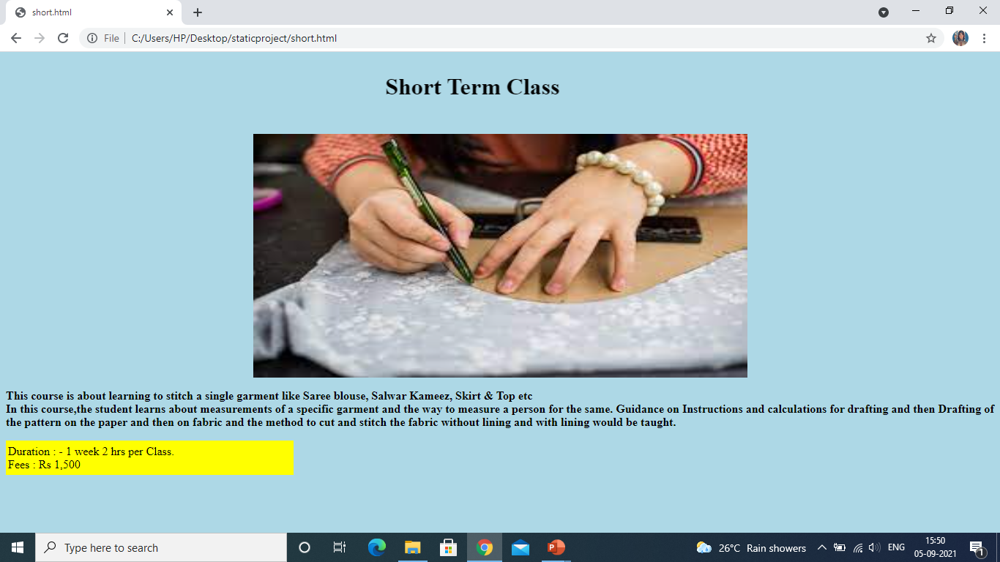 short.html
File
C:/Users/HP/Desktop/staticproject/short.html
Short Term Class
This course is about learning to stitch a single garment like Saree blouse, Salwar Kameez, Skirt & Top etc
In this course,the student learns about measurements of a specific garment and the way to measure a person for the same. Guidance on Instructions and calculations for drafting and then Drafting of
the pattern on the paper and then on fabric and the method to cut and stitch the fabric without lining and with lining would be taught.
Duration : - 1 week 2 hrs per Class.
Fees : Rs 1,500
Type here to search
26°C Rain showers
ENG
15:50
05-09-2021
1